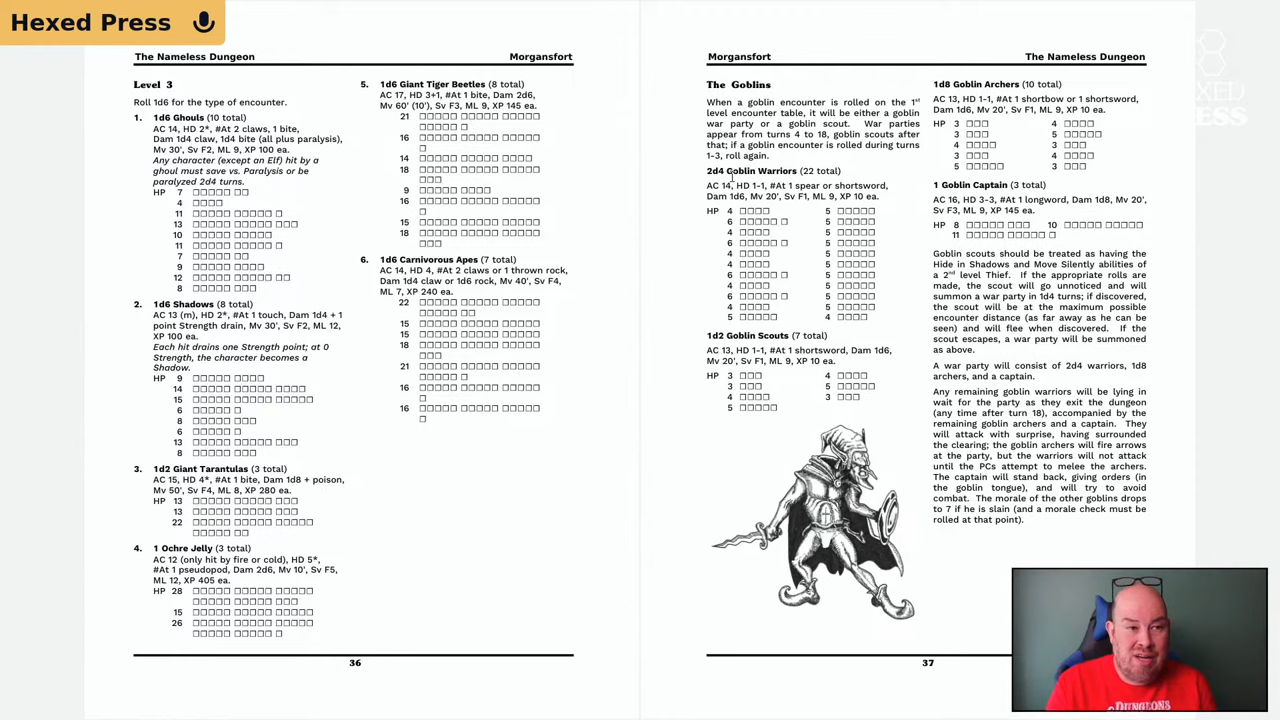 Hexed Press
The Nameless Dungeon
Morgansfort
Level 3
Roll 1d6 for the type of encounter.
1. 1d6 Ghouls (10 total)
AC 14, HD 2*, #At 2 claws, 1 bite,
Dam 1d4 claw, 1d4 bite (all plus paralysis),
Mv 30', Sv F2, ML 9, XP 100 ea.
Any character (except an Elf) hit by a
ghoul must save vs. Paralysis or be
paralyzed 2d4 turns.
HP 7
4
11
13
10
11
7
9
12
8
2. 1d6 Shadows (8 total)
AC 13 (m), HD 2*, #At 1 touch, Dam 1d4 + 1
point Strength drain, Mv 30', Sv F2, ML 12,
XP 100 ea.
Each hit drains one Strength point; at 0
Strength, the character becomes a
Shadow.
HP 9
14
15
6
8
6
13
8
3. 1d2 Giant Tarantulas (3 total)
AC 15, HD 4*, #At 1 bite, Dam 1d8 + poison,
Mv 50', Sv F4, ML 8, XP 280 ea.
HP 13
13
22
4. 1 Ochre Jelly (3 total)
AC 12 (only hit by fire or cold), HD 5*,
#At 1 pseudopod, Dam 2d6, Mv 10', Sv F5,
ML 12, XP 405 ea.
HP 28
15
26
5. 1d6 Giant Tiger Beetles (8 total)
AC 17, HD 3+1, #At 1 bite, Dam 2d6,
Mv 60' (10'), Sv F3, ML 9, XP 145 ea.
21
16
14
18
9
16
15
18
6. 1d6 Carnivorous Apes (7 total)
AC 14, HD 4, #At 2 claws or 1 thrown rock,
Dam 1d4 claw or 1d6 rock, Mv 40', Sv F4,
ML 7, XP 240 ea.
22
15
15
18
21
16
16
36
Morgansfort
The Nameless Dungeon
The Goblins
When a goblin encounter is rolled on the 1st
level encounter table, it will be either a goblin
war party or a goblin scout. War parties
appear from turns 4 to 18, goblin scouts after
that; if a goblin encounter is rolled during turns
1-3, roll again.
2d4 Goblin Warriors (22 total)
AC 14, HD 1-1, #At 1 spear or shortsword,
Dam 1d6, Mv 20', Sv F1, ML 9, XP 10 ea.
HP 4 5
6 5
4 5
6 5
4 5
4 5
6 5
4 5
6 5
4 5
5 4
1d2 Goblin Scouts (7 total)
AC 13, HD 1-1, #At 1 shortsword, Dam 1d6,
Mv 20', Sv F1, ML 9, XP 10 ea.
HP 3 4
3 5
4 3
5
1d8 Goblin Archers (10 total)
AC 13, HD 1-1, #At 1 shortbow or 1 shortsword,
Dam 1d6, Mv 20', Sv F1, ML 9, XP 10 ea.
HP 3 4
3 5
4 3
3 4
5 3
1 Goblin Captain (3 total)
AC 16, HD 3-3, #At 1 longword, Dam 1d8, Mv 20',
Sv F3, ML 9, XP 145 ea.
HP 8 10
11
Goblin scouts should be treated as having the
Hide in Shadows and Move Silently abilities of
a 2nd level Thief. If the appropriate rolls are
made, the scout will go unnoticed and will
summon a war party in 1d4 turns; if discovered,
the scout will be at the maximum possible
encounter distance (as far away as he can be
seen) and will flee when discovered. If the
scout escapes, a war party will be summoned
as above.
A war party will consist of 2d4 warriors, 1d8
archers, and a captain.
Any remaining goblin warriors will be lying in
wait for the party as they exit the dungeon
(any time after turn 18), accompanied by the
remaining goblin archers and a captain. They
will attack with surprise, having surrounded
the clearing; the goblin archers will fire arrows
at the party, but the warriors will not attack
until the PCs attempt to melee the archers.
The captain will stand back, giving orders (in
the goblin tongue), and will try to avoid
combat. The morale of the other goblins drops
to 7 if he is slain (and a morale check must be
rolled at that point).
37